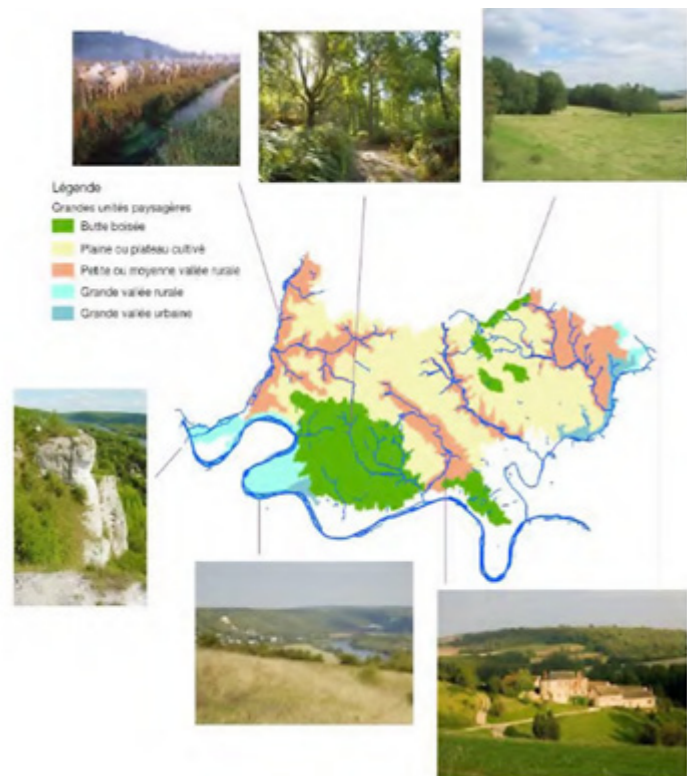 Légende
Grandes unités paysagères
Butte boisée
Plaine ou plateau cultivé
Petite ou moyenne vallée rurale
Grande vallée rurale
Grande vallée urbaine